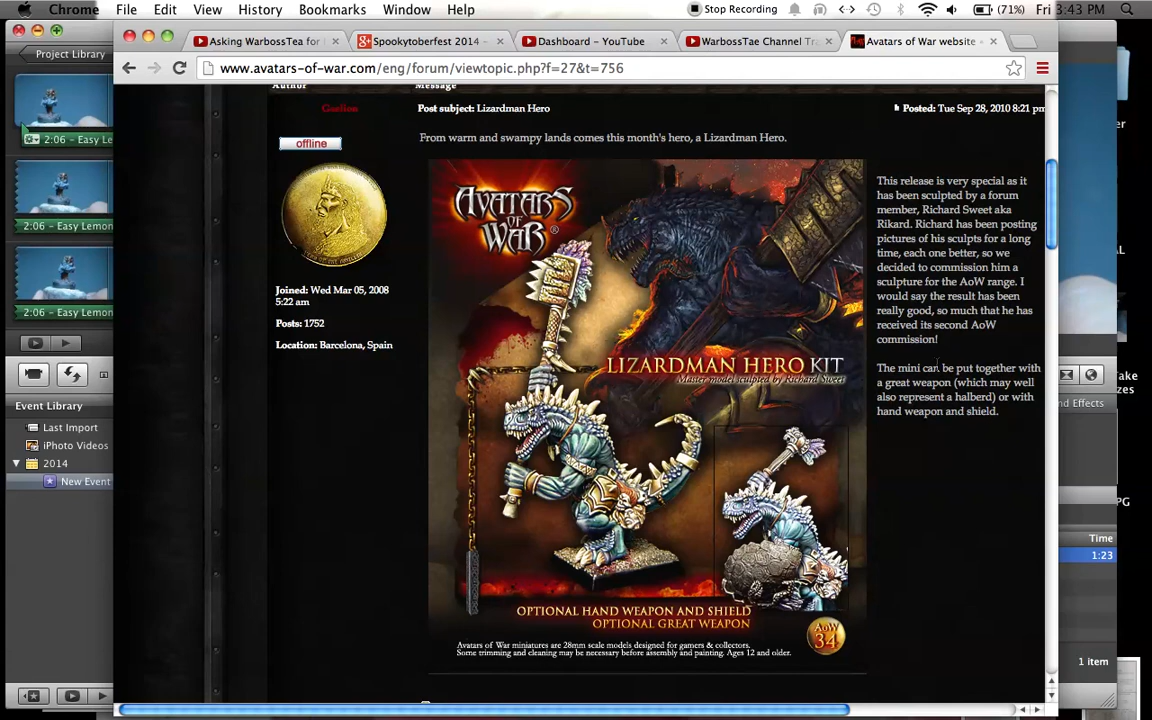 Chrome File Edit View History Bookmarks Window Help
Stop Recording (71%) Fri 3:43 PM
Project Library
Asking WarbossTea for
Spookytoberfest 2014 –
Dashboard – YouTube
WarbossTae Channel Tra
Avatars of War website •
www.avatars-of-war.com/eng/forum/viewtopic.php?f=27&t=756
Author
Message
Post subject: Lizardman Hero
Posted: Tue Sep 28, 2010 8:21 pm
offline
From warm and swampy lands comes this month's hero, a Lizardman Hero.
Joined: Wed Mar 05, 2008
5:22 am
Posts: 1752
Location: Barcelona, Spain
AVATARS
OF
WAR ®
LIZARDMAN HERO KIT
Master model sculpted by Richard Sweet
OPTIONAL HAND WEAPON AND SHIELD
OPTIONAL GREAT WEAPON
Avatars of War miniatures are 28mm scale models designed for gamers & collectors.
Some trimming and cleaning may be necessary before assembly and painting. Ages 12 and older.
AoW
34
This release is very special as it
has been sculpted by a forum
member, Richard Sweet aka
Rikard. Richard has been posting
pictures of his sculpts for a long
time, each one better, so we
decided to commission him a
sculpture for the AoW range. I
would say the result has been
really good, so much that he has
received its second AoW
commission!
The mini can be put together with
a great weapon (which may well
also represent a halberd) or with
hand weapon and shield.
2:06 – Easy Le
2:06 – Easy Lemon
2:06 – Easy Lemon
Event Library
Last Import
iPhoto Videos
2014
New Event
nd Effects
Time
1:23
1 item